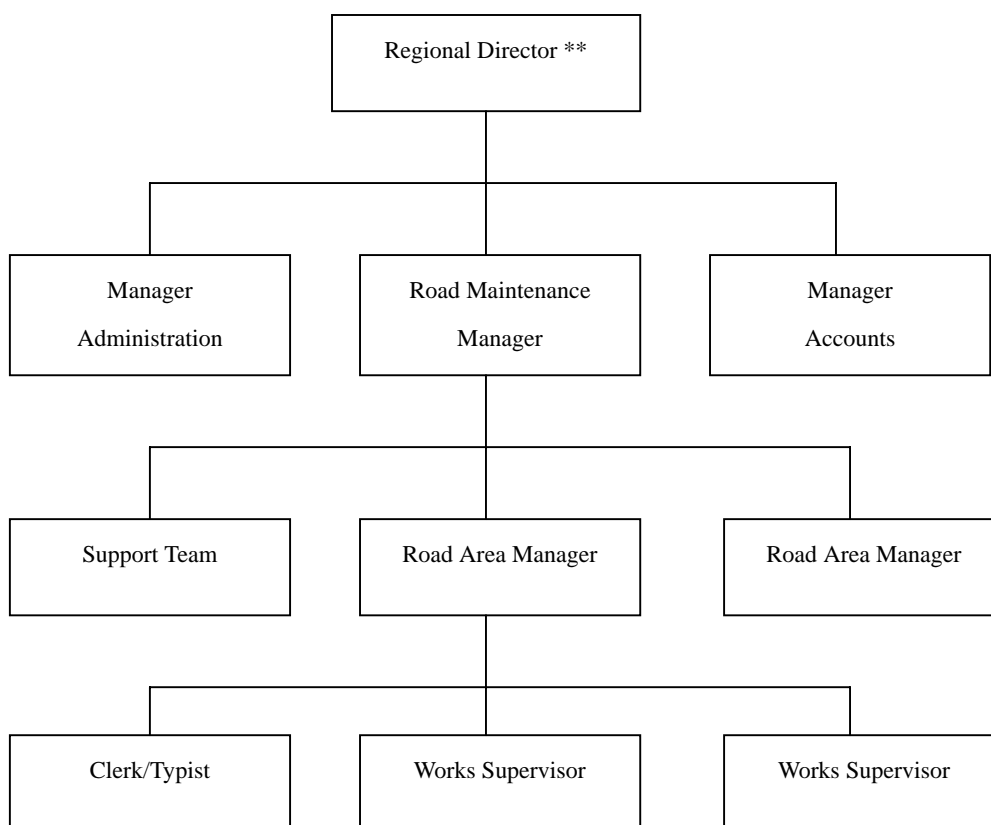 Regional Director **
Manager
Administration
Road Maintenance
Manager
Manager
Accounts
Support Team
Road Area Manager
Road Area Manager
Clerk/Typist
Works Supervisor
Works Supervisor